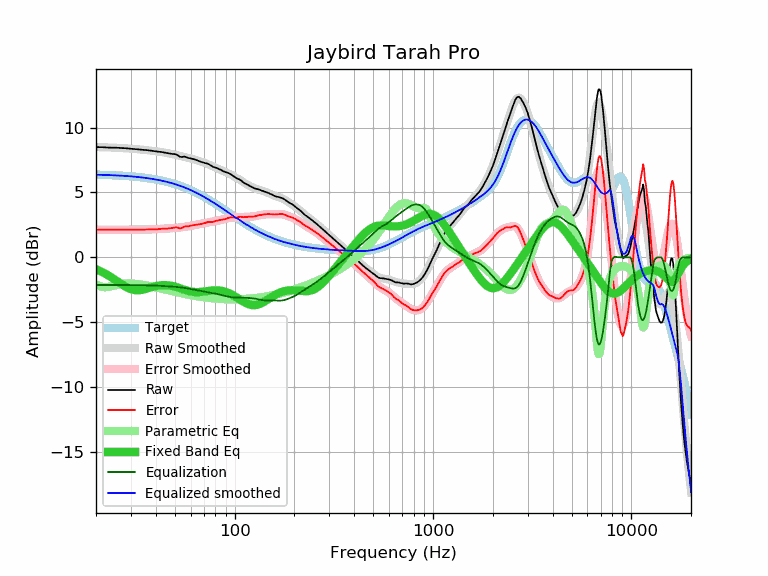 Jaybird Tarah Pro
Amplitude (dBr)
10
5
0
−5
−10
−15
Target
Raw Smoothed
Error Smoothed
Raw
Error
Parametric Eq
Fixed Band Eq
Equalization
Equalized smoothed
100
1000
10000
Frequency (Hz)